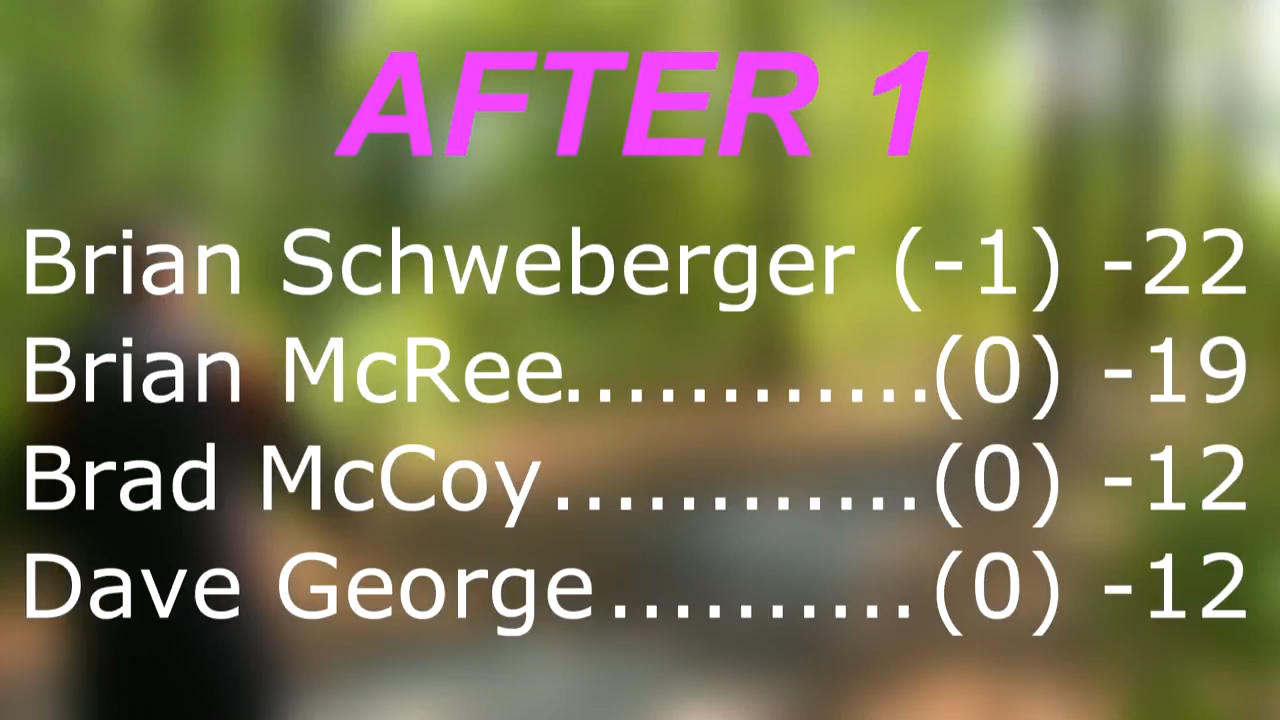 AFTER 1
Brian Schweberger (-1) -22
Brian McRee............(0) -19
Brad McCoy............(0) -12
Dave George..........(0) -12